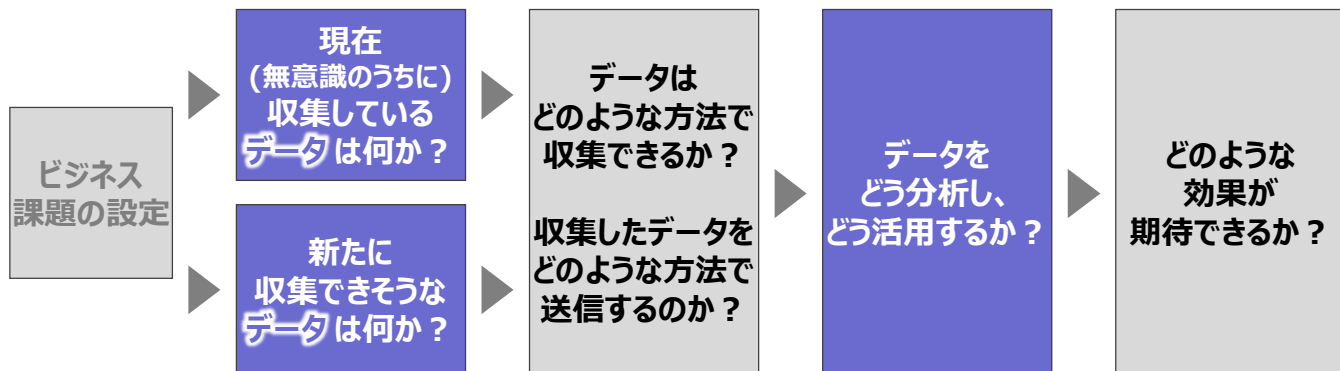 ビジネス
課題の設定
現在
(無意識のうちに)
収集している
データは何か？
新たに
収集できそうな
データは何か？
データは
どのような方法で
収集できるか？
収集したデータを
どのような方法で
送信するのか？
データを
どう分析し、
どう活用するか？
どのような
効果が
期待できるか？